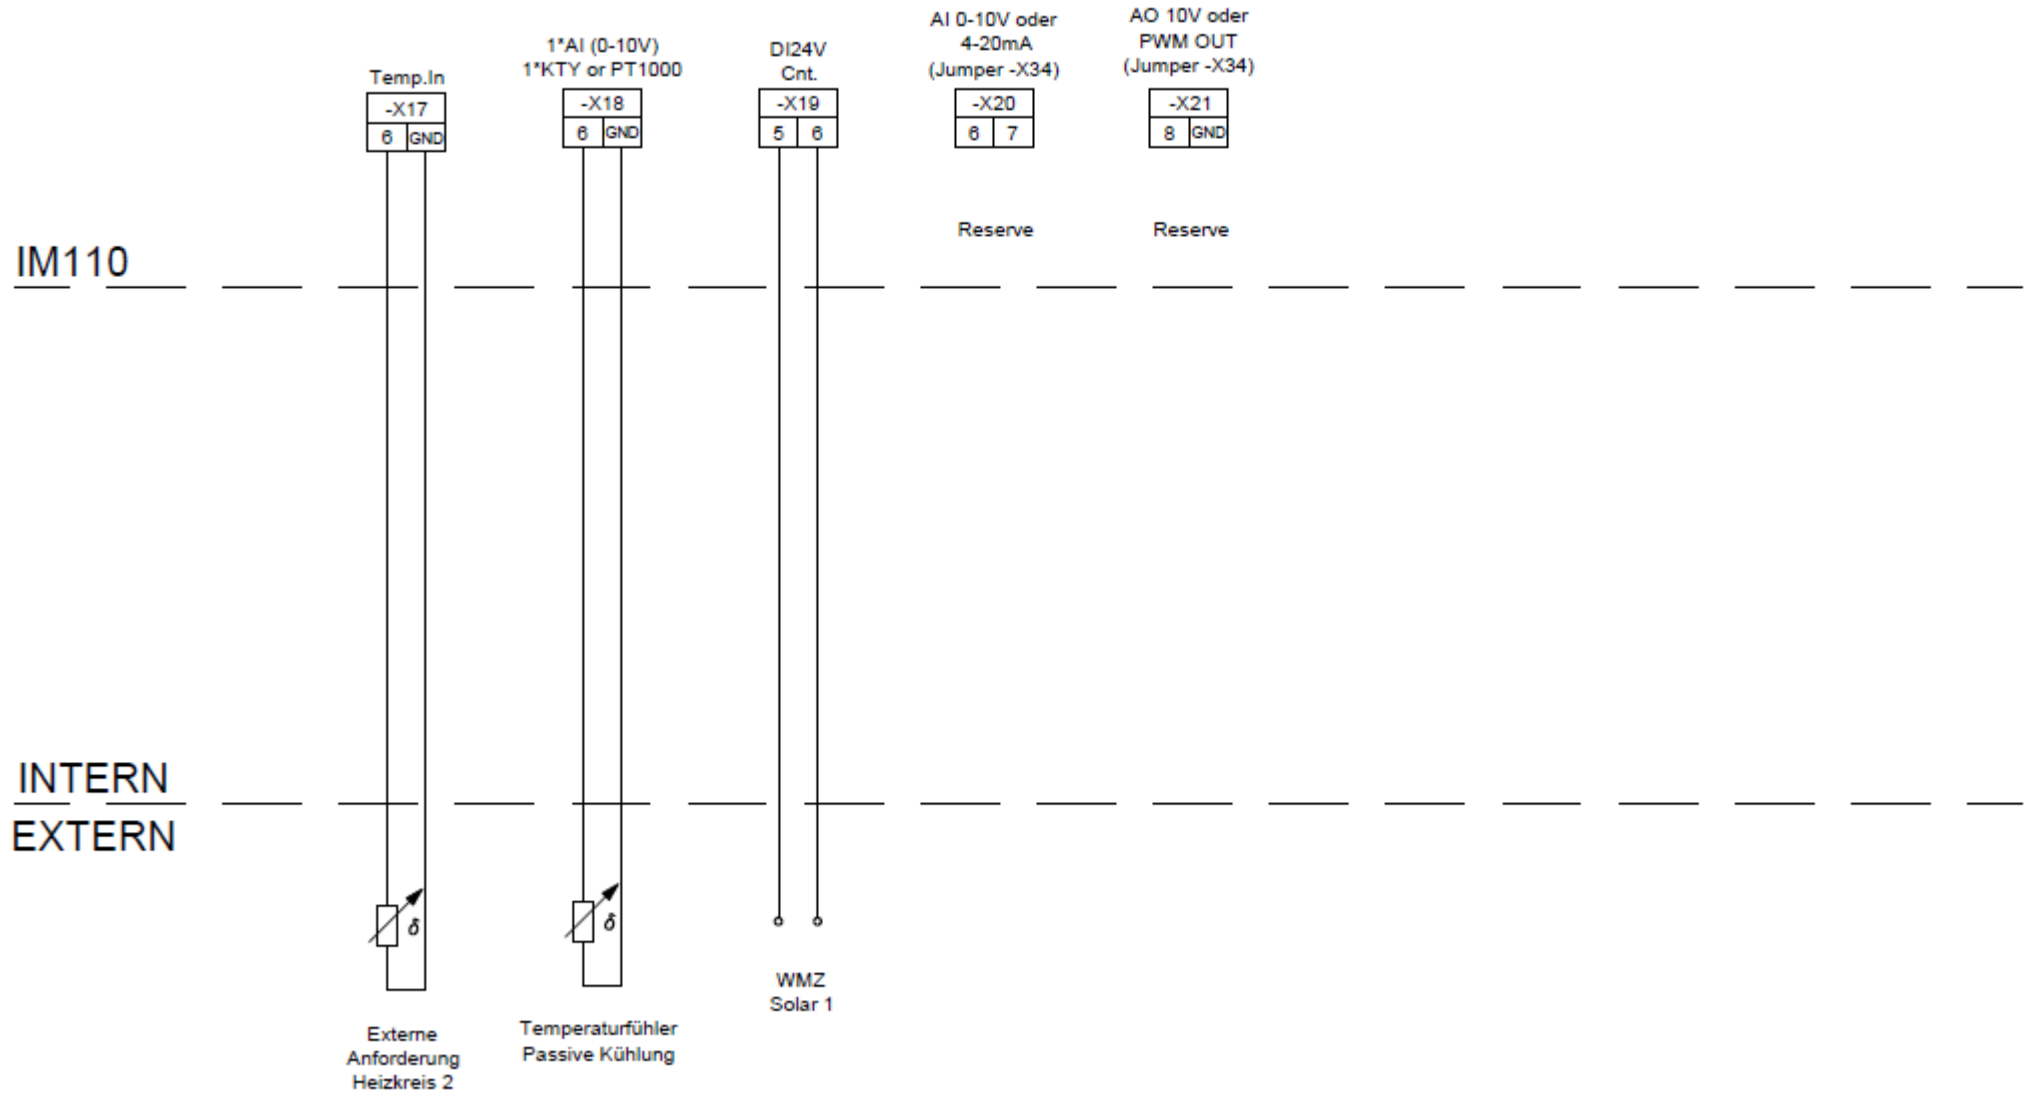 Temp.In
-X17
6 GND
1*AI (0-10V)
1*KTY or PT1000
-X18
6 GND
DI24V
Cnt.
-X19
5 6
AI 0-10V oder
4-20mA
(Jumper -X34)
-X20
6 7
Reserve
AO 10V oder
PWM OUT
(Jumper -X34)
-X21
8 GND
Reserve
IM110
INTERN
EXTERN
δ
Externe
Anforderung
Heizkreis 2
δ
Temperaturfühler
Passive Kühlung
WMZ
Solar 1